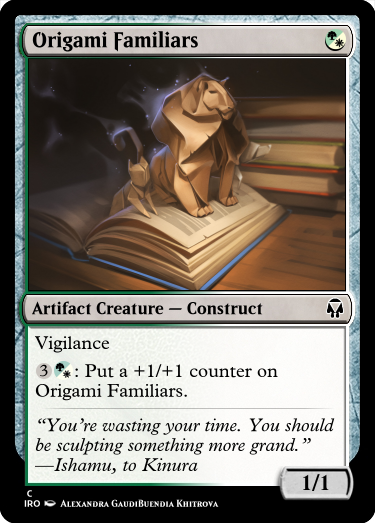 Origami Familiars
Artifact Creature — Construct
Vigilance
3 : Put a +1/+1 counter on
Origami Familiars.
“You’re wasting your time. You should
be sculpting something more grand.”
—Ishamu, to Kinura
1/1
C
IRO Alexandra GaudiBuendia Khitrova